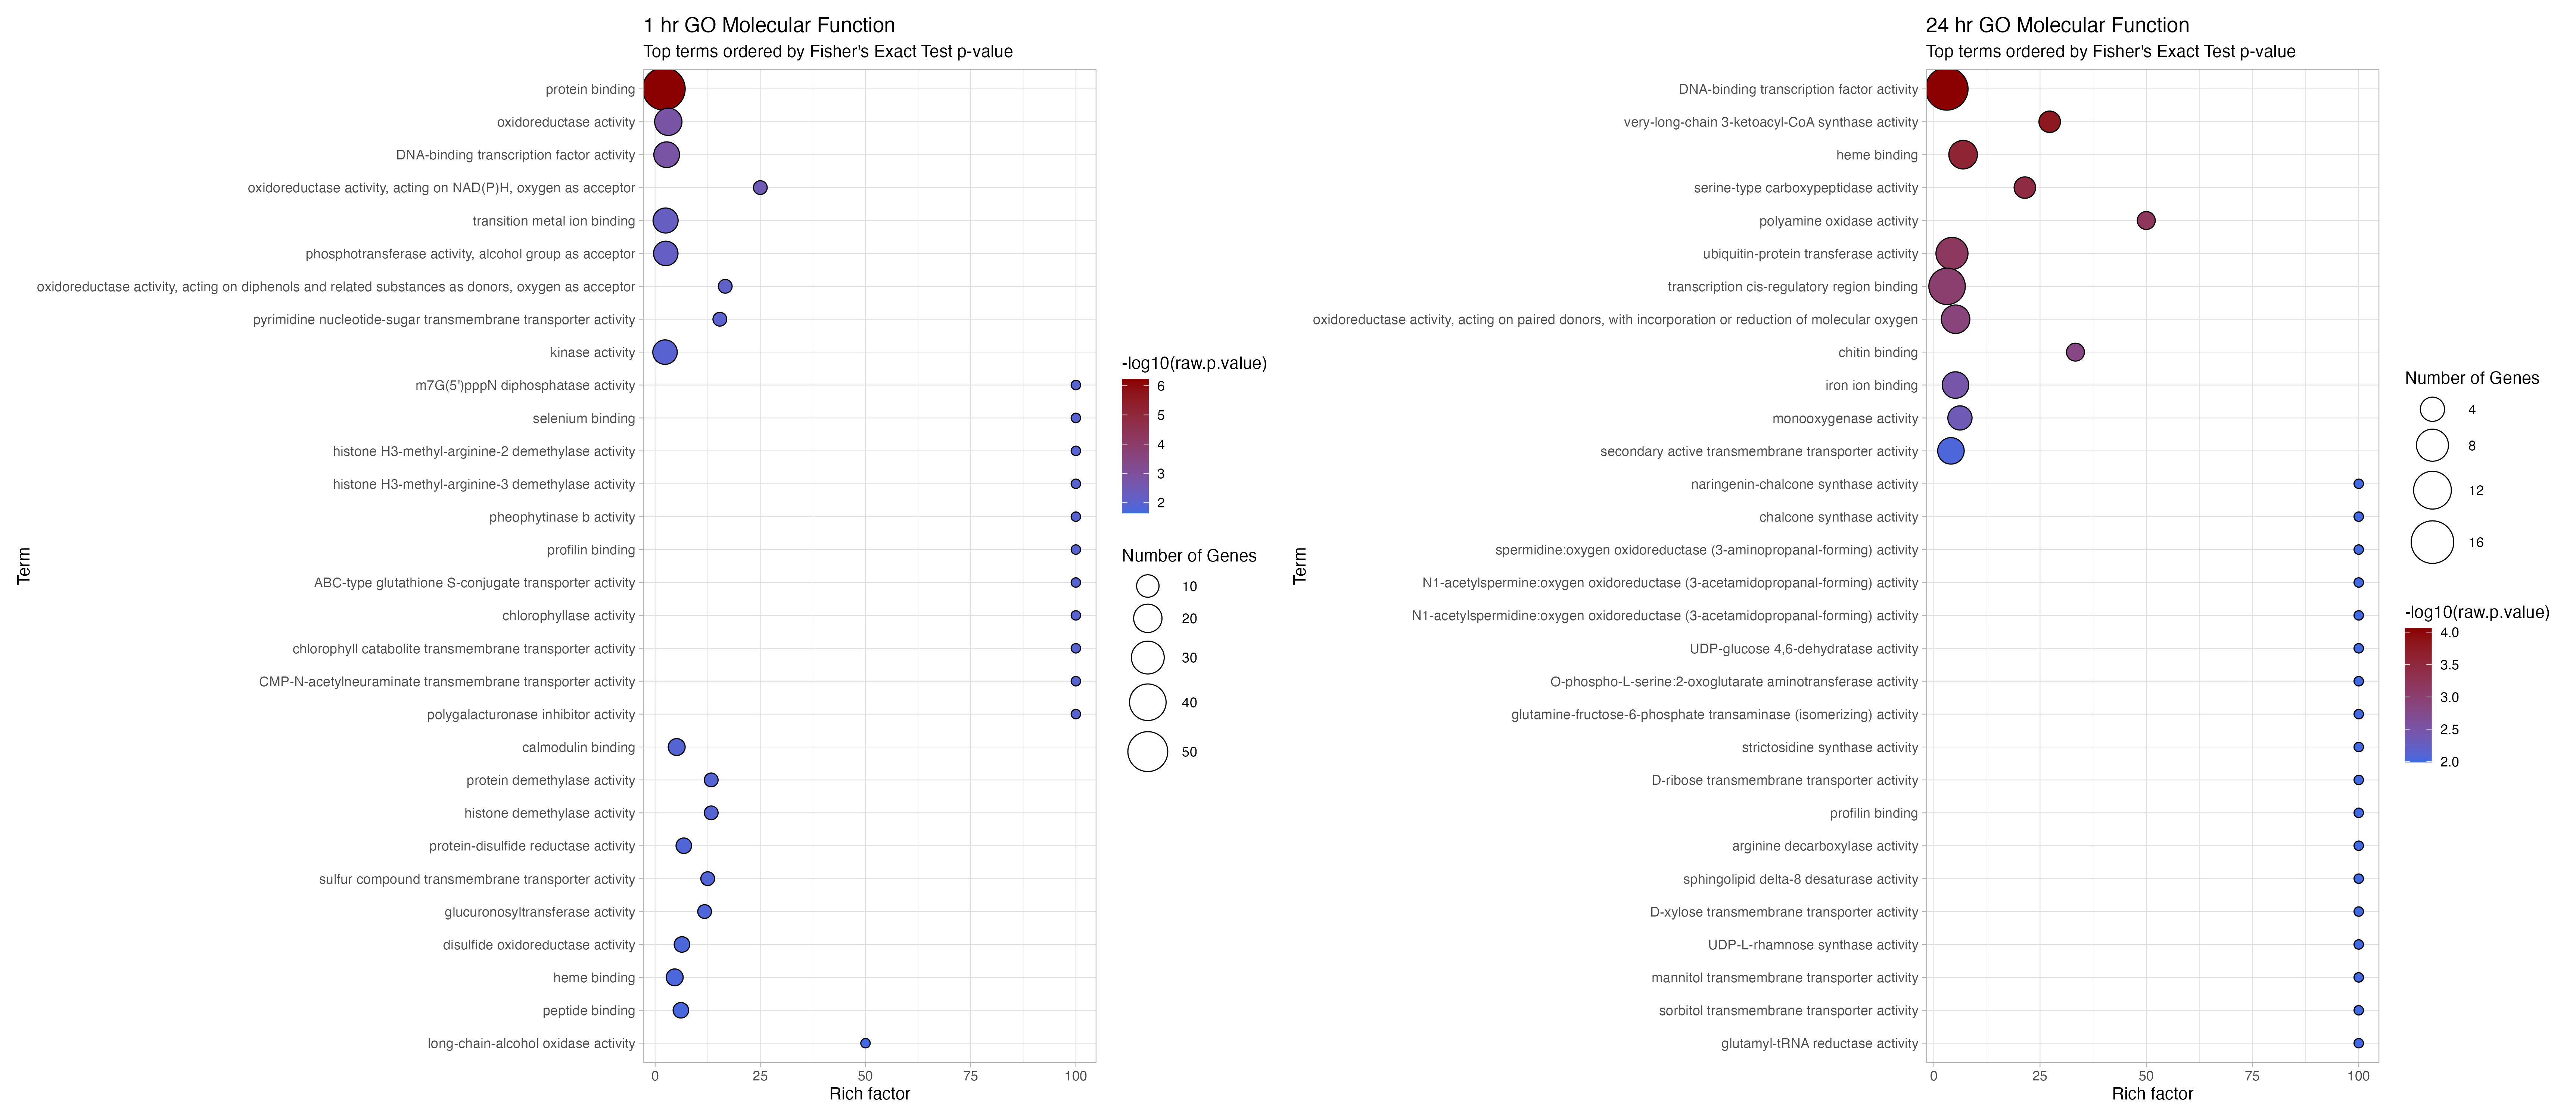 1 hr GO Molecular Function
Top terms ordered by Fisher's Exact Test p-value
Term
protein binding
oxidoreductase activity
DNA-binding transcription factor activity
oxidoreductase activity, acting on NAD(P)H, oxygen as acceptor
transition metal ion binding
phosphotransferase activity, alcohol group as acceptor
oxidoreductase activity, acting on diphenols and related substances as donors, oxygen as acceptor
pyrimidine nucleotide-sugar transmembrane transporter activity
kinase activity
m7G(5')pppN diphosphatase activity
selenium binding
histone H3-methyl-arginine-2 demethylase activity
histone H3-methyl-arginine-3 demethylase activity
pheophytinase b activity
profilin binding
ABC-type glutathione S-conjugate transporter activity
chlorophyllase activity
chlorophyll catabolite transmembrane transporter activity
CMP-N-acetylneuraminate transmembrane transporter activity
polygalacturonase inhibitor activity
calmodulin binding
protein demethylase activity
histone demethylase activity
protein-disulfide reductase activity
sulfur compound transmembrane transporter activity
glucuronosyltransferase activity
disulfide oxidoreductase activity
heme binding
peptide binding
long-chain-alcohol oxidase activity
0 25 50 75 100
Rich factor
-log10(raw.p.value)
6
5
4
3
2
Number of Genes
10
20
30
40
50
24 hr GO Molecular Function
Top terms ordered by Fisher's Exact Test p-value
Term
DNA-binding transcription factor activity
very-long-chain 3-ketoacyl-CoA synthase activity
heme binding
serine-type carboxypeptidase activity
polyamine oxidase activity
ubiquitin-protein transferase activity
transcription cis-regulatory region binding
oxidoreductase activity, acting on paired donors, with incorporation or reduction of molecular oxygen
chitin binding
iron ion binding
monooxygenase activity
secondary active transmembrane transporter activity
naringenin-chalcone synthase activity
chalcone synthase activity
spermidine:oxygen oxidoreductase (3-aminopropanal-forming) activity
N1-acetylspermine:oxygen oxidoreductase (3-acetamidopropanal-forming) activity
N1-acetylspermidine:oxygen oxidoreductase (3-acetamidopropanal-forming) activity
UDP-glucose 4,6-dehydratase activity
O-phospho-L-serine:2-oxoglutarate aminotransferase activity
glutamine-fructose-6-phosphate transaminase (isomerizing) activity
strictosidine synthase activity
D-ribose transmembrane transporter activity
profilin binding
arginine decarboxylase activity
sphingolipid delta-8 desaturase activity
D-xylose transmembrane transporter activity
UDP-L-rhamnose synthase activity
mannitol transmembrane transporter activity
sorbitol transmembrane transporter activity
glutamyl-tRNA reductase activity
0 25 50 75 100
Rich factor
Number of Genes
4
8
12
16
-log10(raw.p.value)
4.0
3.5
3.0
2.5
2.0